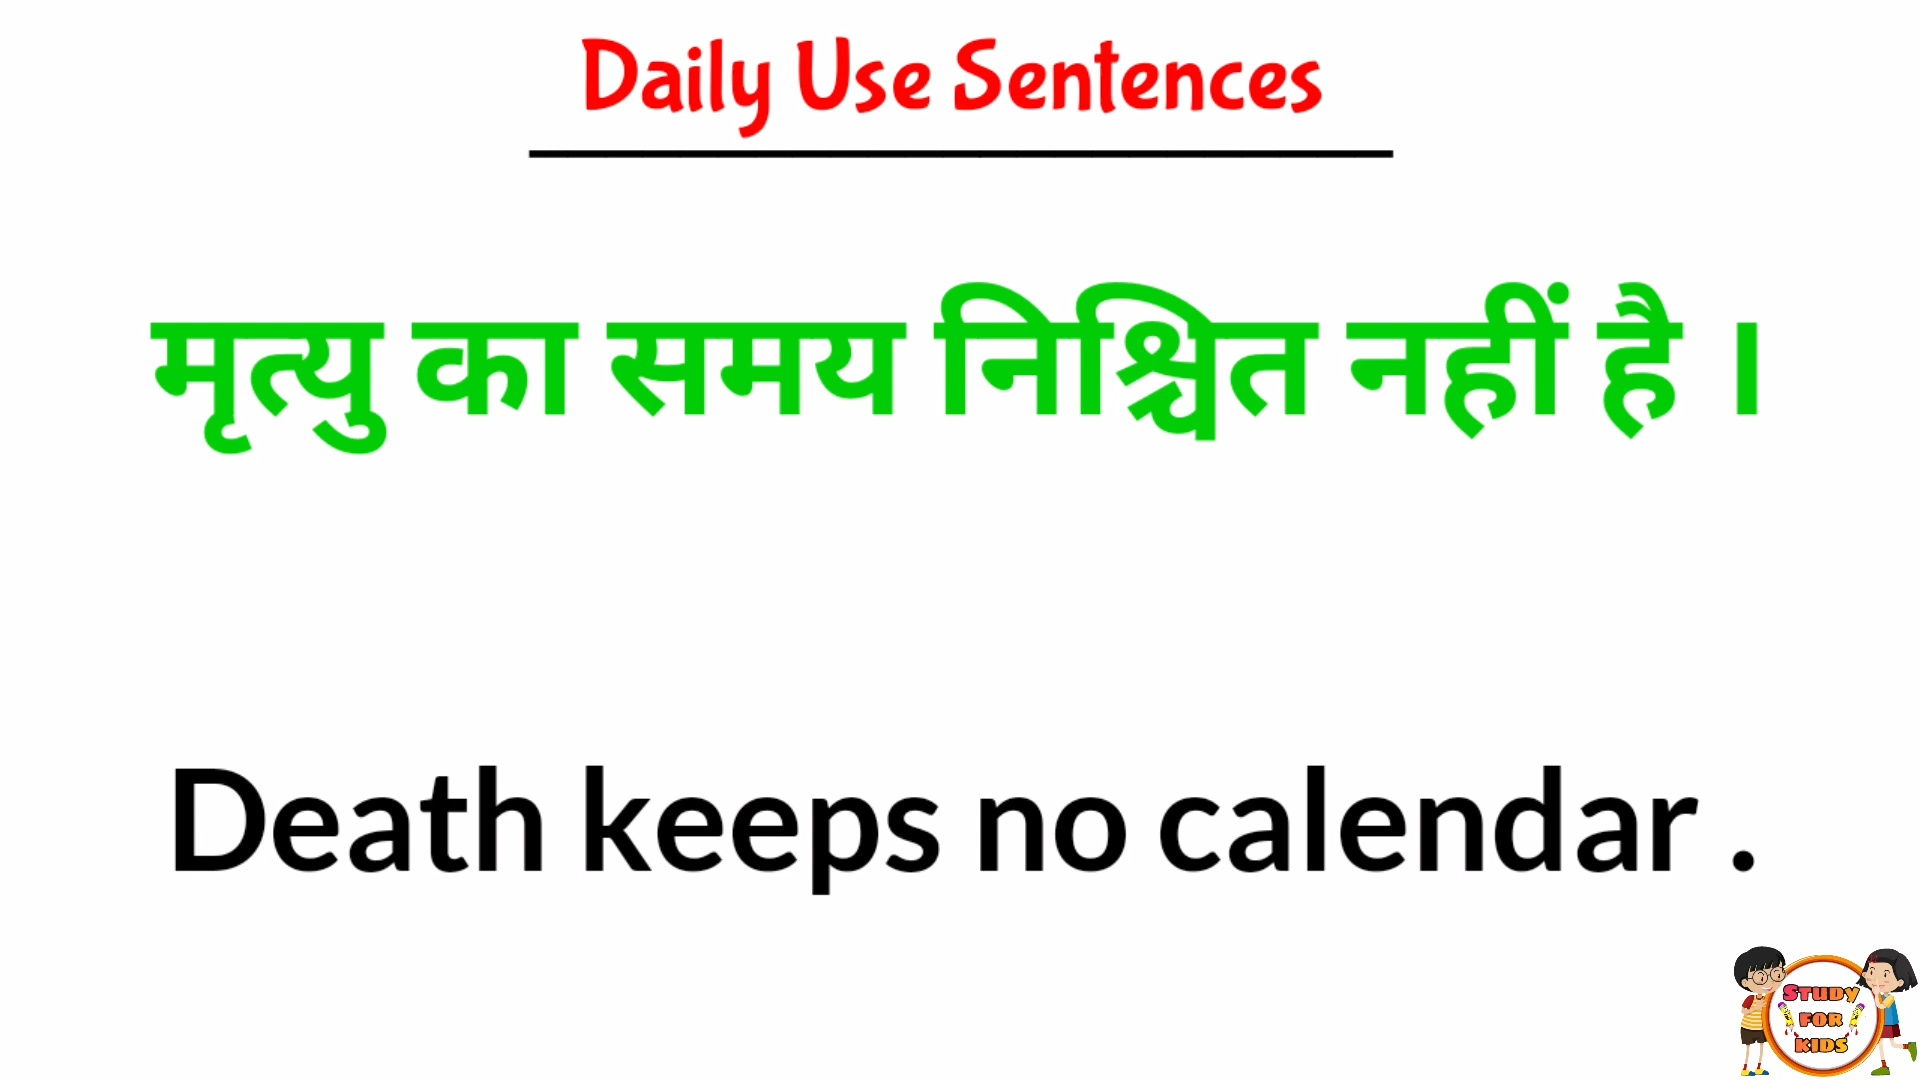 Daily Use Sentences
मृत्यु का समय निश्चित नहीं है ।
Death keeps no calendar .
STUDY
FOR
KIDS